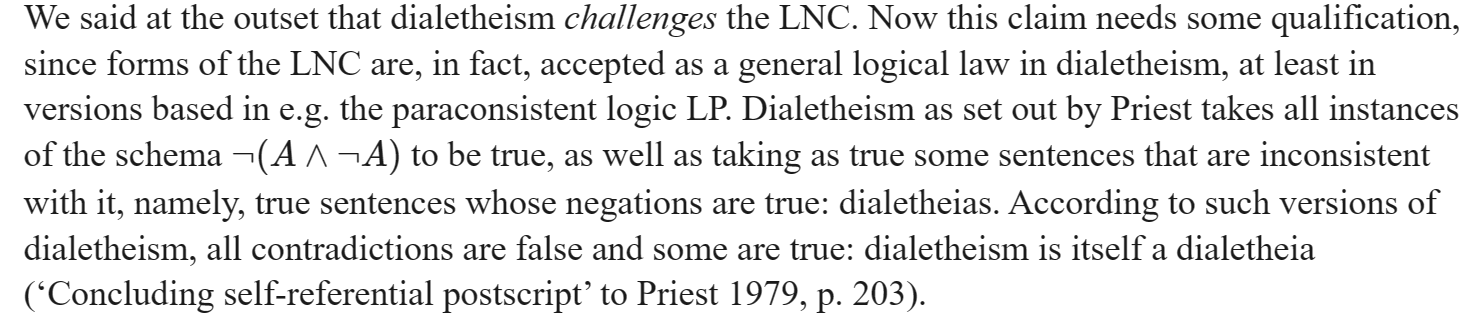 We said at the outset that dialetheism challenges the LNC. Now this claim needs some qualification,
since forms of the LNC are, in fact, accepted as a general logical law in dialetheism, at least in
versions based in e.g. the paraconsistent logic LP. Dialetheism as set out by Priest takes all instances
of the schema ¬(A ∧ ¬A) to be true, as well as taking as true some sentences that are inconsistent
with it, namely, true sentences whose negations are true: dialetheias. According to such versions of
dialetheism, all contradictions are false and some are true: dialetheism is itself a dialetheia
(‘Concluding self-referential postscript’ to Priest 1979, p. 203).